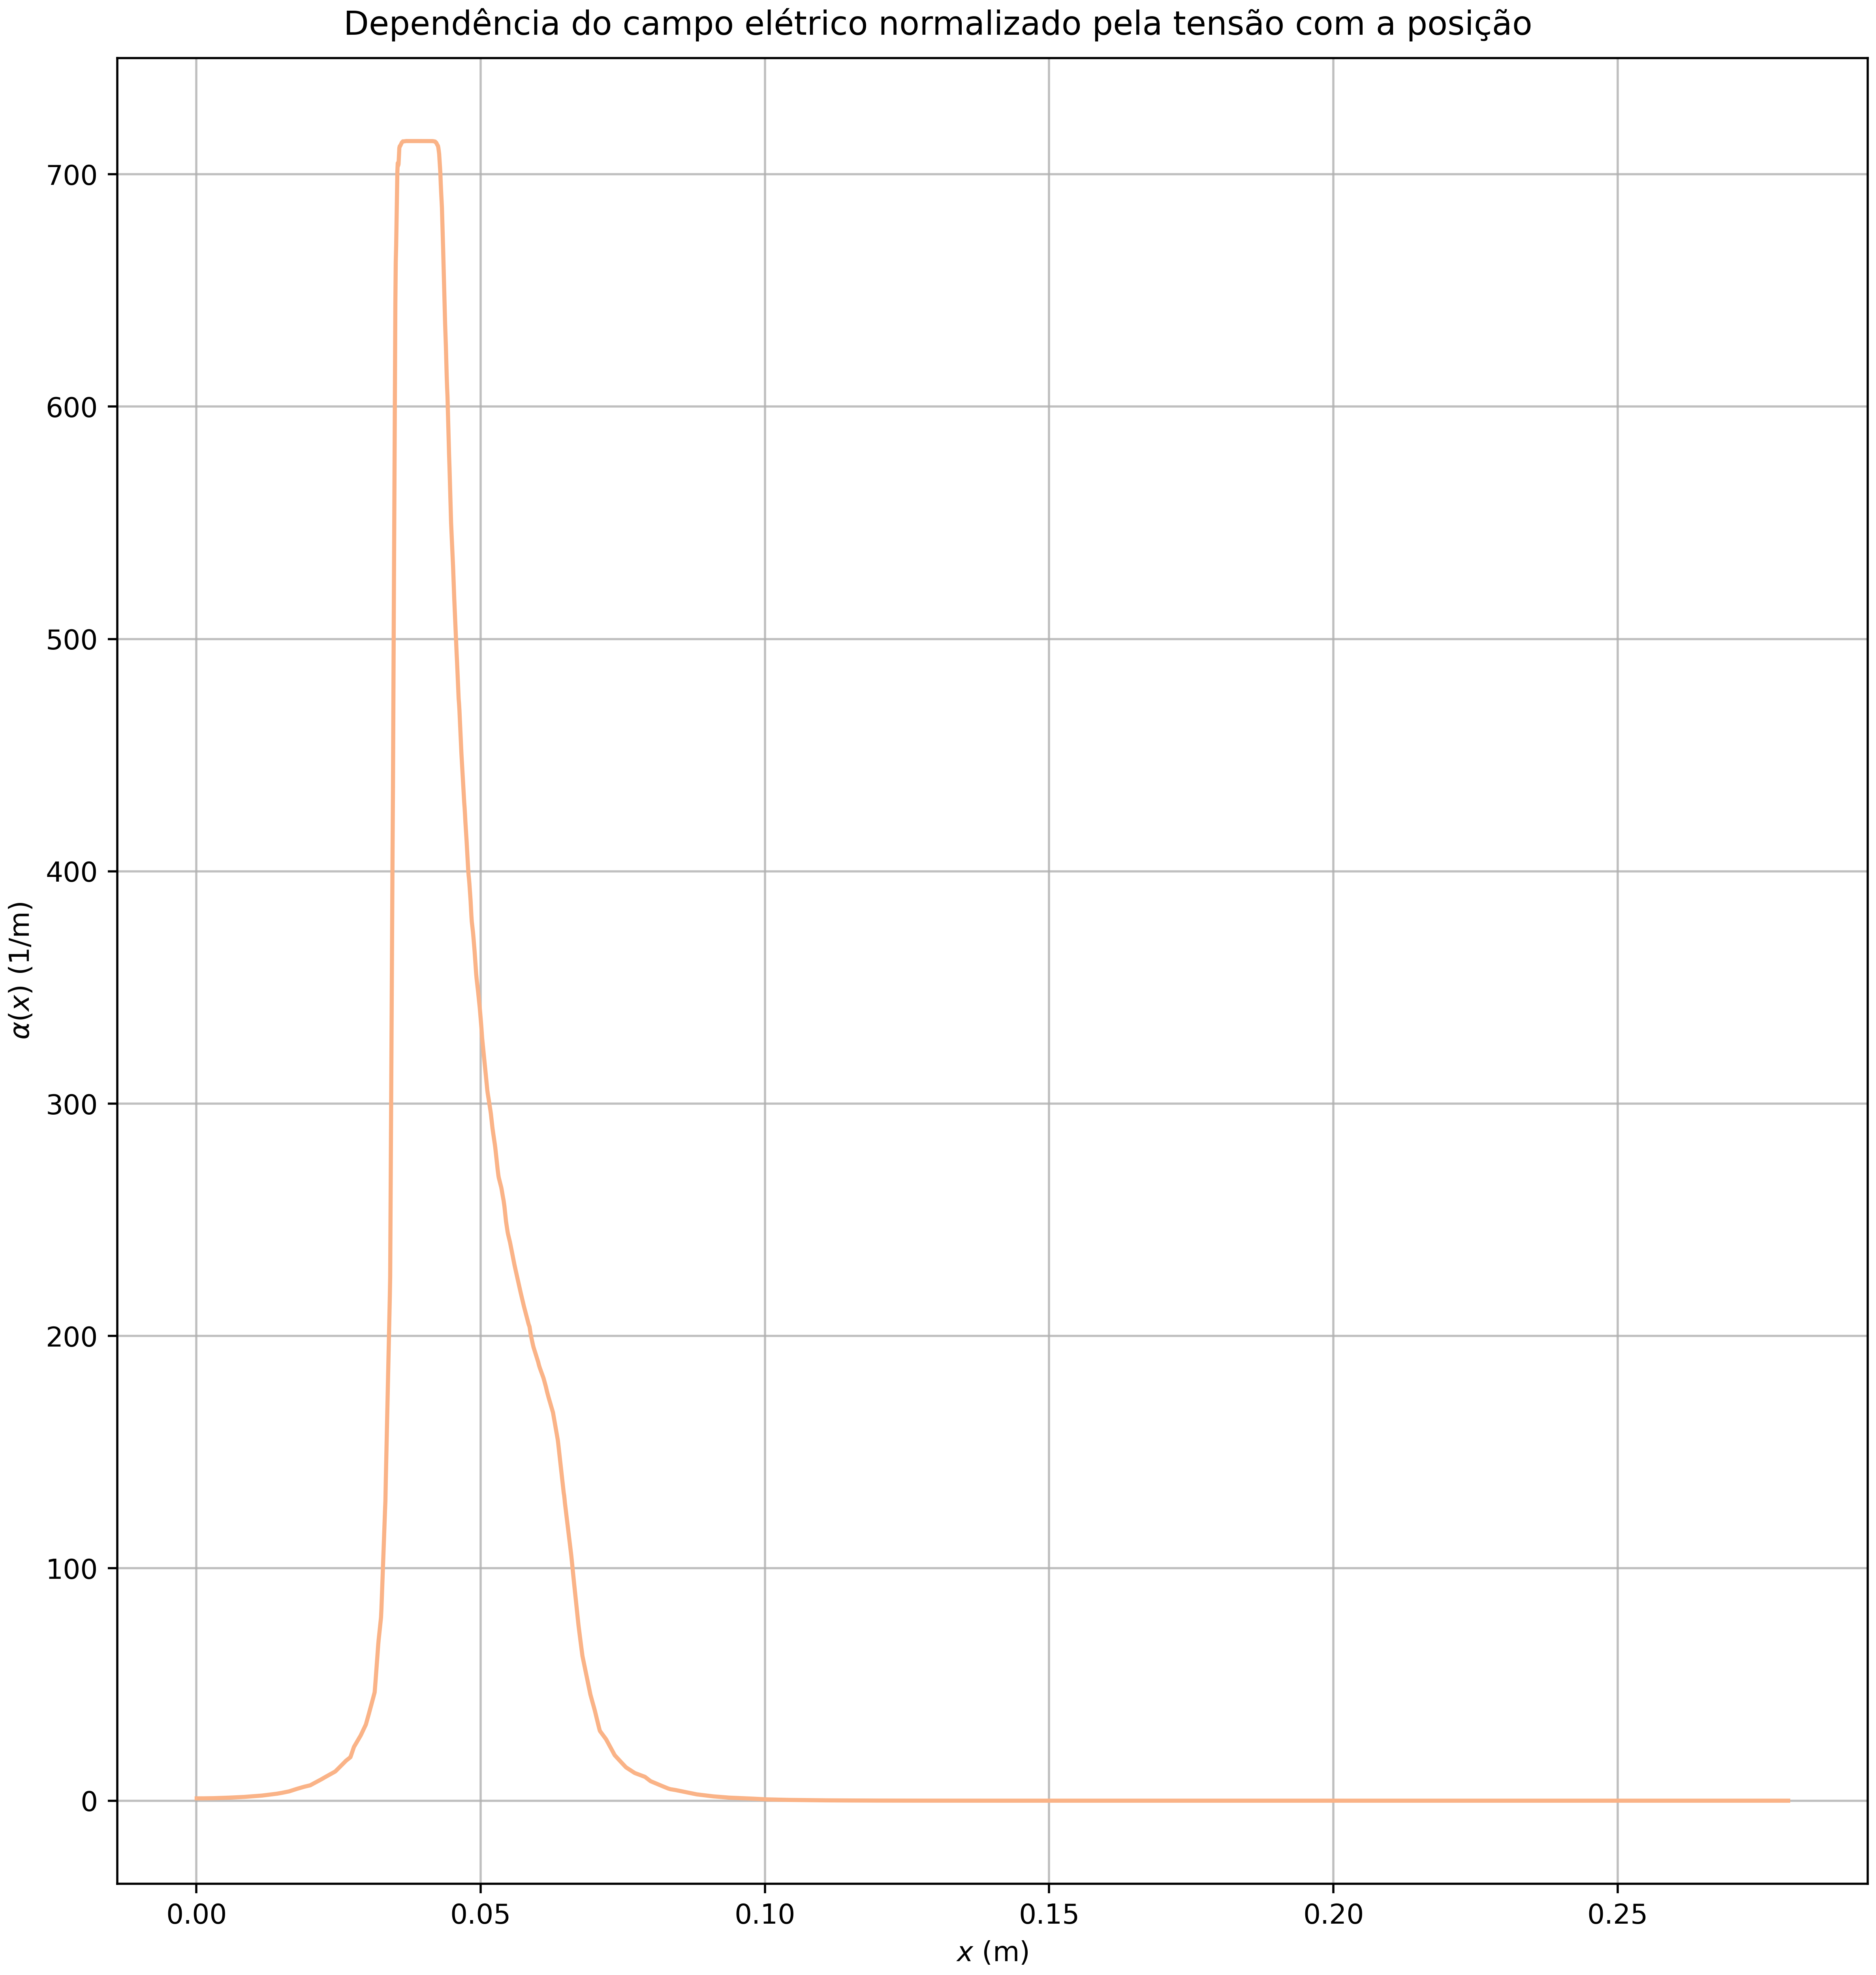 Dependência do campo elétrico normalizado pela tensão com a posição
α(x) (1/m)
700
600
500
400
300
200
100
0
0.00 0.05 0.10 0.15 0.20 0.25
x (m)